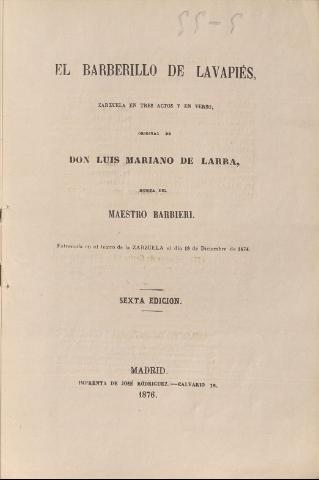 55-5
EL BARBERILLO DE LAVAPIÉS,
ZARZUELA EN TRES ACTOS Y EN VERSO,
ORIGINAL DE
DON LUIS MARIANO DE LARRA,
MUSICA DEL
MAESTRO BARBIERI.
Estrenada en el teatro de la ZARZUELA el dia 18 de Diciembre de 1874.
SEXTA EDICION.
MADRID.
IMPRENTA DE JOSÉ RODRIGUEZ.—CALVARIO 18.
1876.